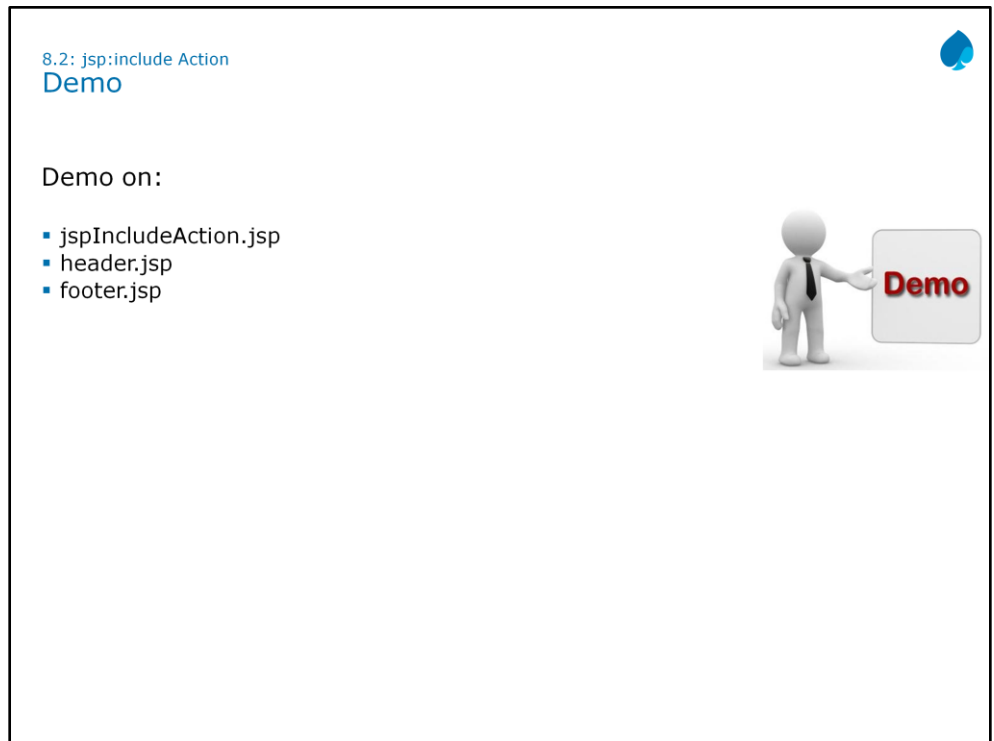 8.2: jsp:include Action
Demo
Demo on:
▪ jspIncludeAction.jsp
▪ header.jsp
▪ footer.jsp
Demo